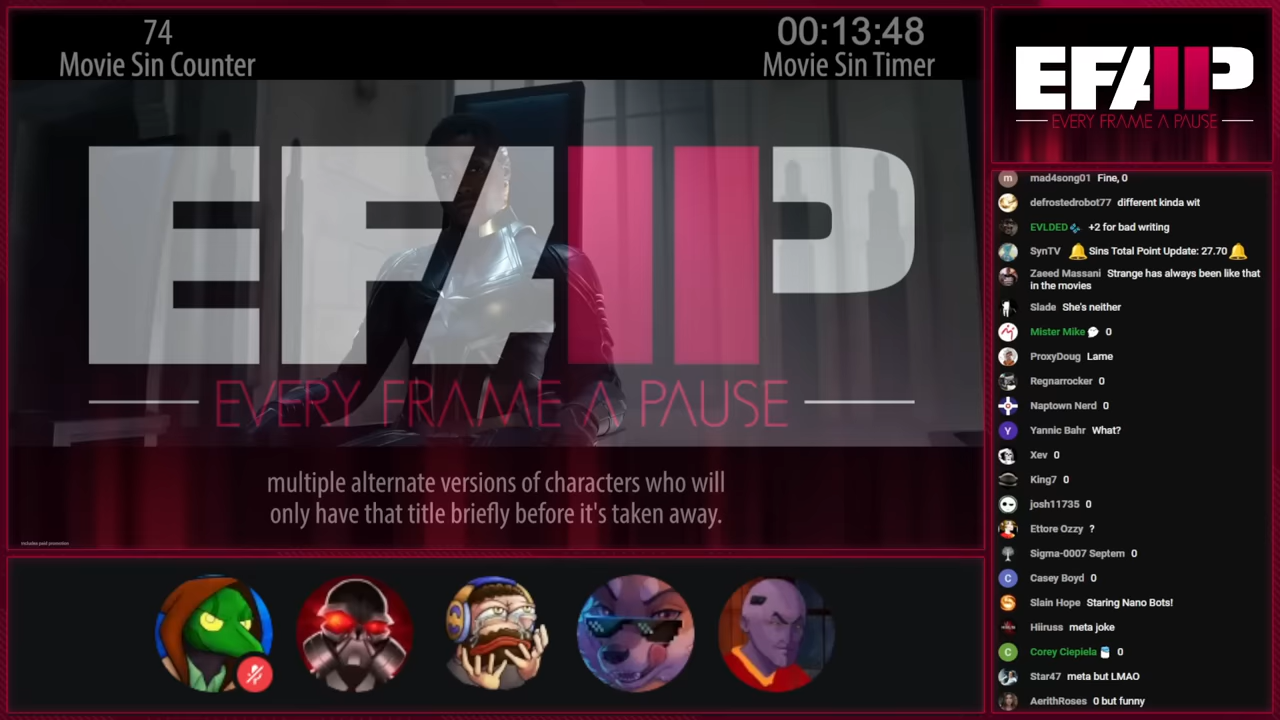 74
Movie Sin Counter
00:13:48
Movie Sin Timer
EFAP
EVERY FRAME A PAUSE
multiple alternate versions of characters who will
only have that title briefly before it's taken away.
includes paid promotion
EFAP
EVERY FRAME A PAUSE
m
mad4song01 Fine, 0
defrostedrobot77 different kinda wit
EVLDED +2 for bad writing
SynTV 🔔 Sins Total Point Update: 27.70 🔔
Zaeed Massani Strange has always been like that
in the movies
Slade She's neither
Mister Mike 0
ProxyDoug Lame
Regnarrocker 0
Naptown Nerd 0
Y
Yannic Bahr What?
Xev 0
King7 0
josh11735 0
Ettore Ozzy ?
Sigma-0007 Septem 0
C
Casey Boyd 0
Slain Hope Staring Nano Bots!
Hiiruss meta joke
C
Corey Ciepiela 0
Star47 meta but LMAO
AerithRoses 0 but funny